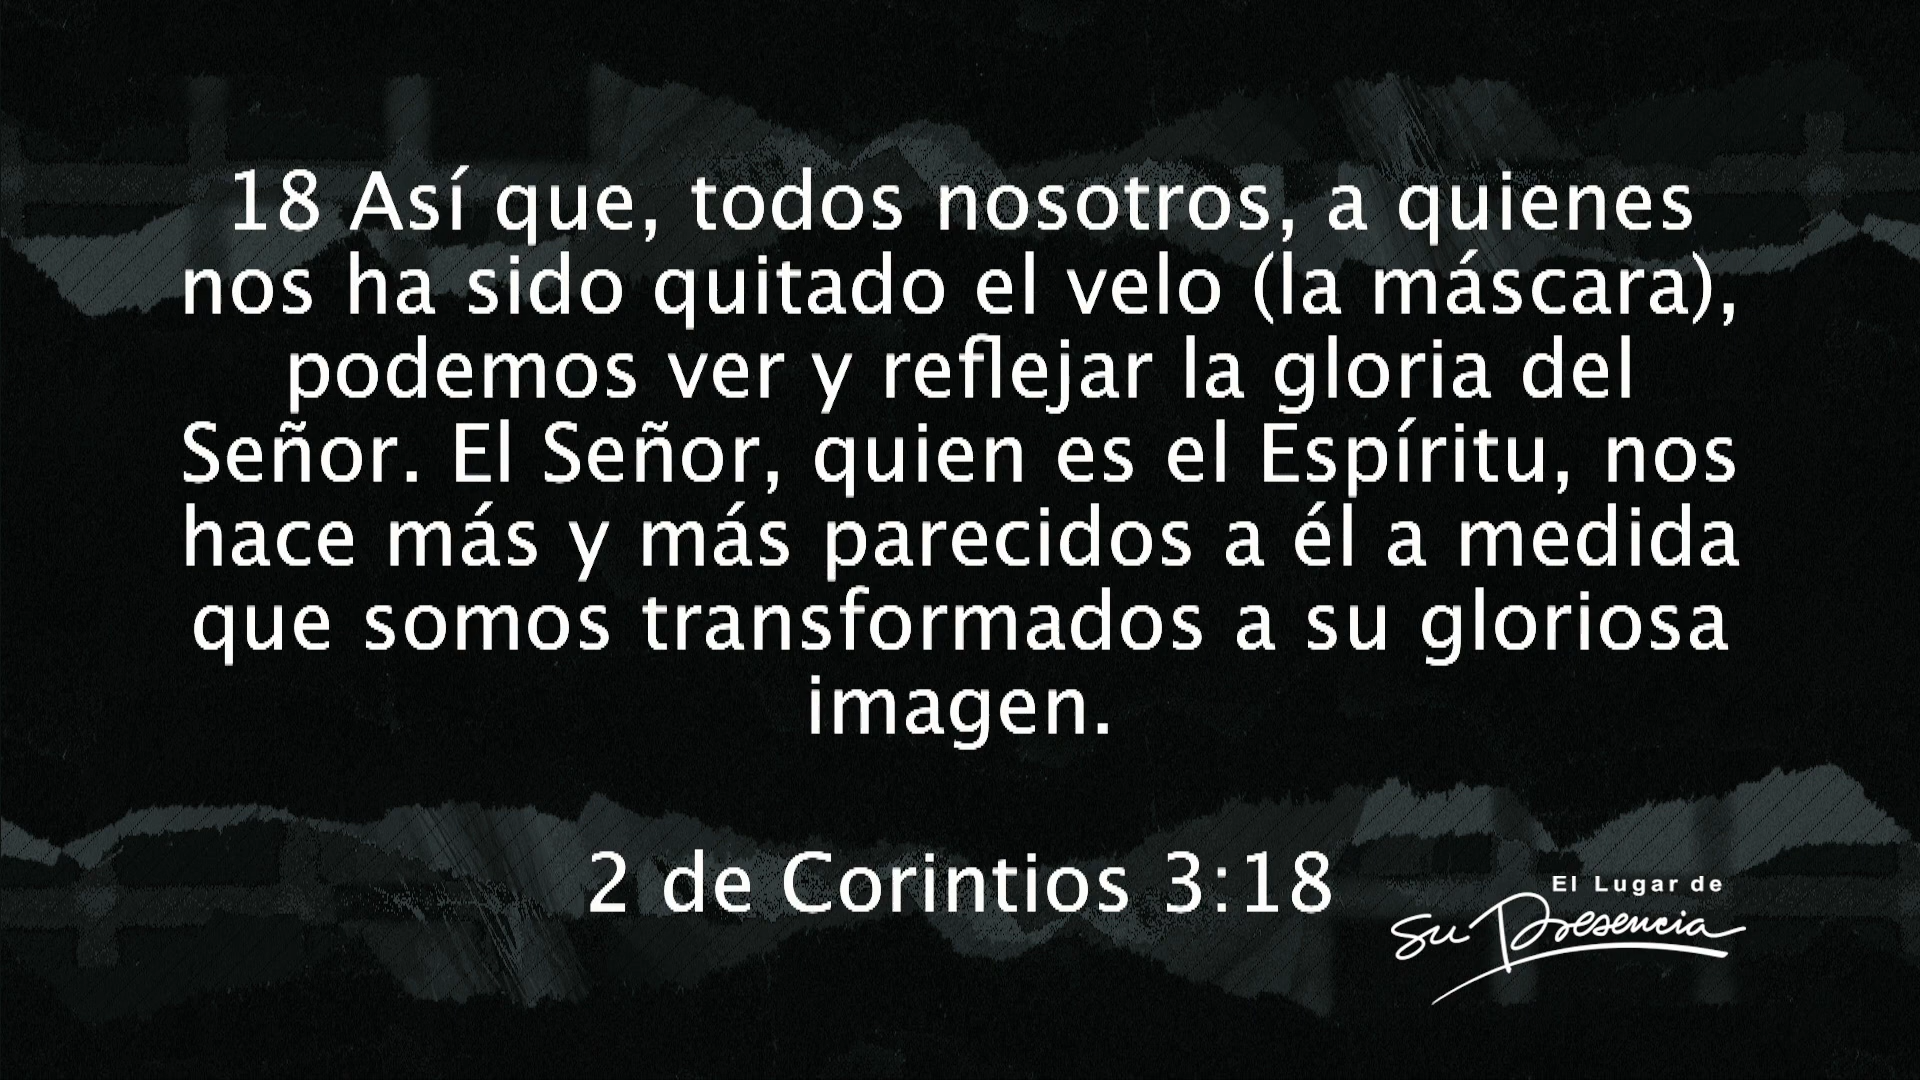 18 Así que, todos nosotros, a quienes
nos ha sido quitado el velo (la máscara),
podemos ver y reflejar la gloria del
Señor. El Señor, quien es el Espíritu, nos
hace más y más parecidos a él a medida
que somos transformados a su gloriosa
imagen.
2 de Corintios 3:18
El Lugar de
Su Presencia